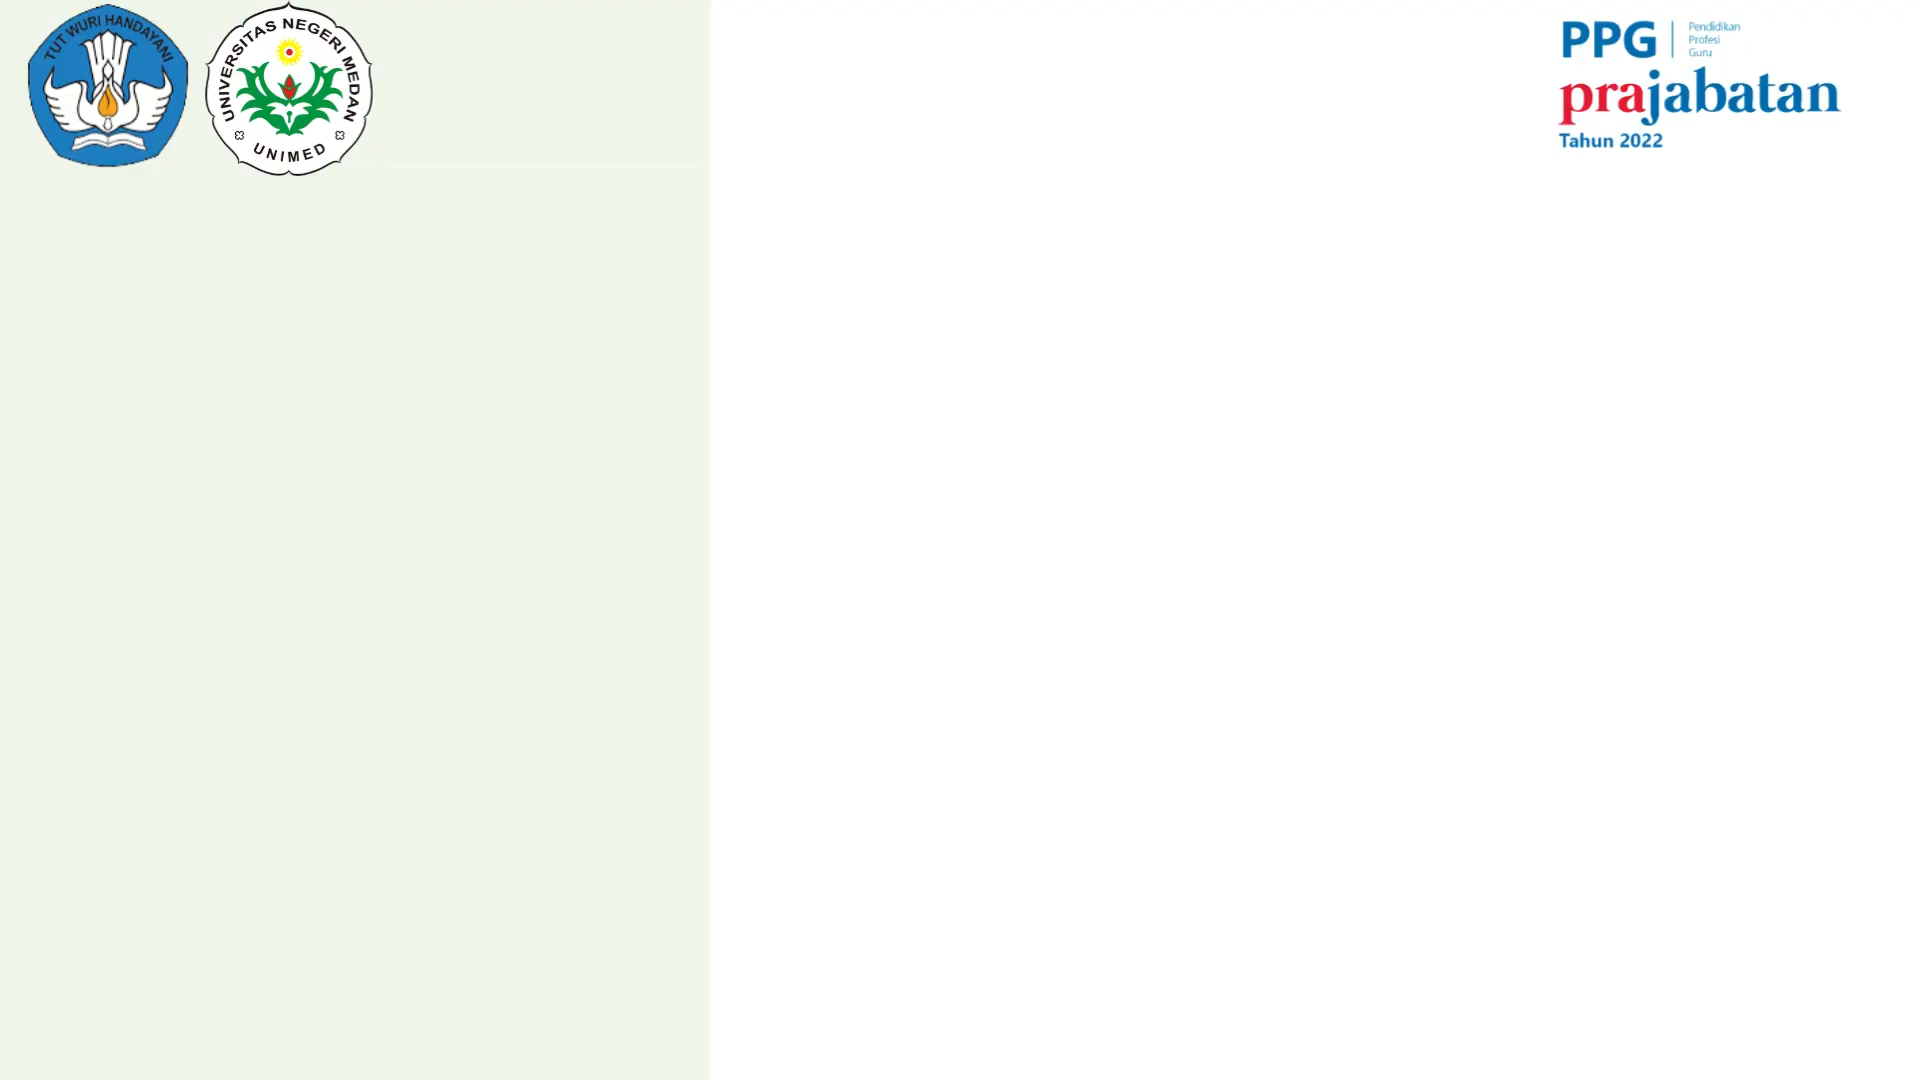 TUT WURI HANDAYANI
UNIVERSITAS NEGERI MEDAN
UNIMED
PPG
Pendidikan
Profesi
Guru
prajabatan
Tahun 2022